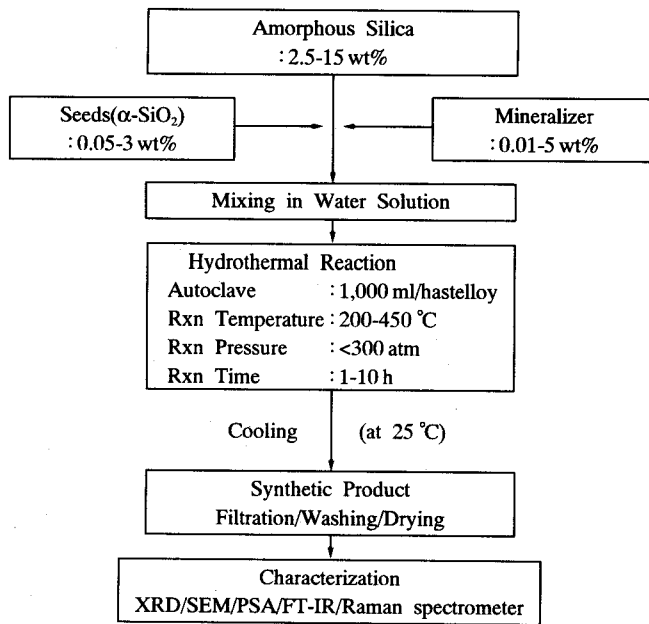 Amorphous Silica
:2.5-15 wt%
Seeds(α-SiO₂)
:0.05-3 wt%
Mineralizer
:0.01-5 wt%
Mixing in Water Solution
Hydrothermal Reaction
Autoclave :1,000 ml/hastelloy
Rxn Temperature :200-450 ℃
Rxn Pressure :<300 atm
Rxn Time :1-10 h
Cooling (at 25 ℃)
Synthetic Product
Filtration/Washing/Drying
Characterization
XRD/SEM/PSA/FT-IR/Raman spectrometer